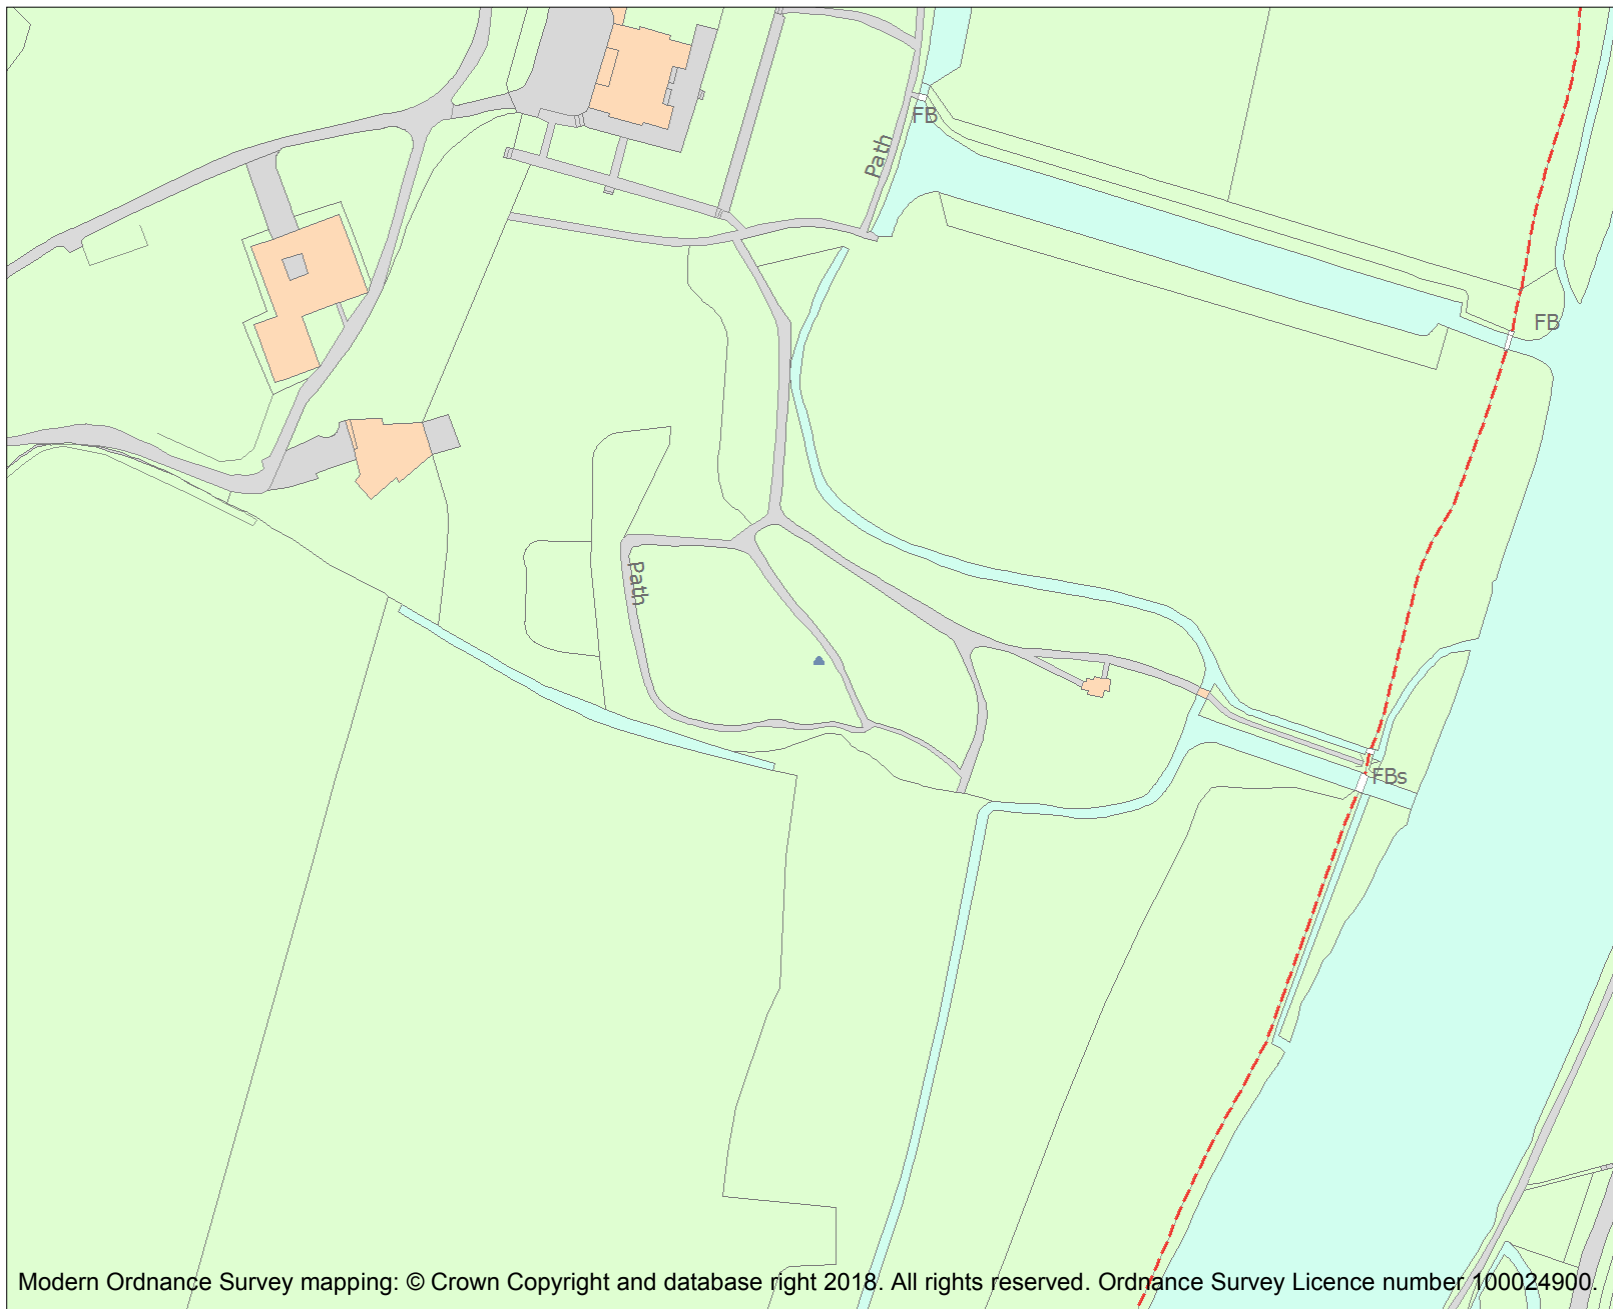 FB
Path
FB
Path
FBs
Modern Ordnance Survey mapping: © Crown Copyright and database right 2018. All rights reserved. Ordnance Survey Licence number 100024900.